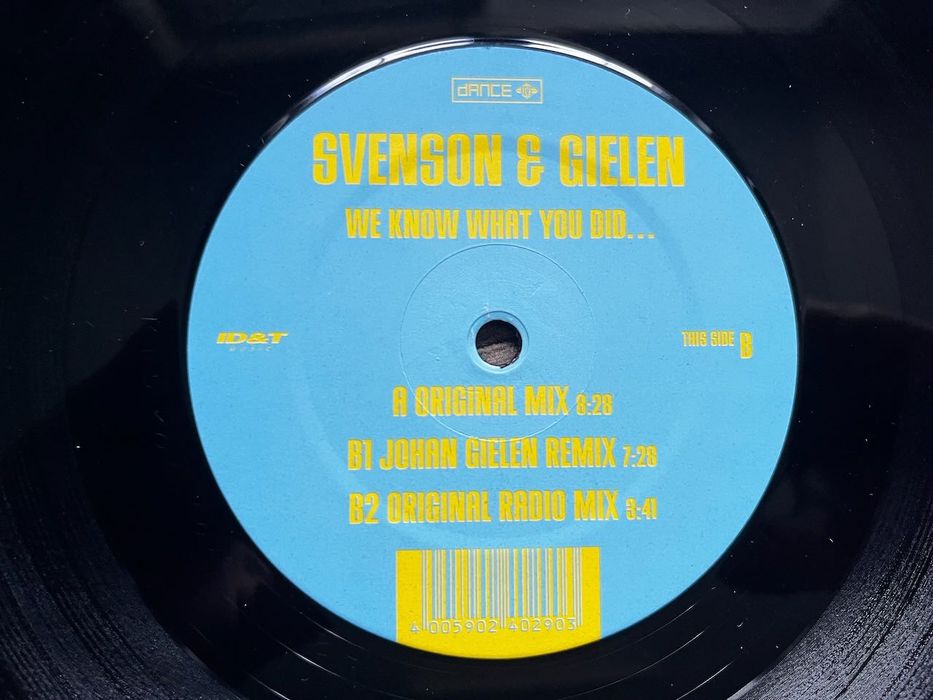 dANCE
SVENSON & GIELEN
WE KNOW WHAT YOU DID...
ID&T
MUSIC
THIS SIDE B
A ORIGINAL MIX 8:28
B1 JOHAN GIELEN REMIX 7:28
B2 ORIGINAL RADIO MIX 3:41
4 005902 402903